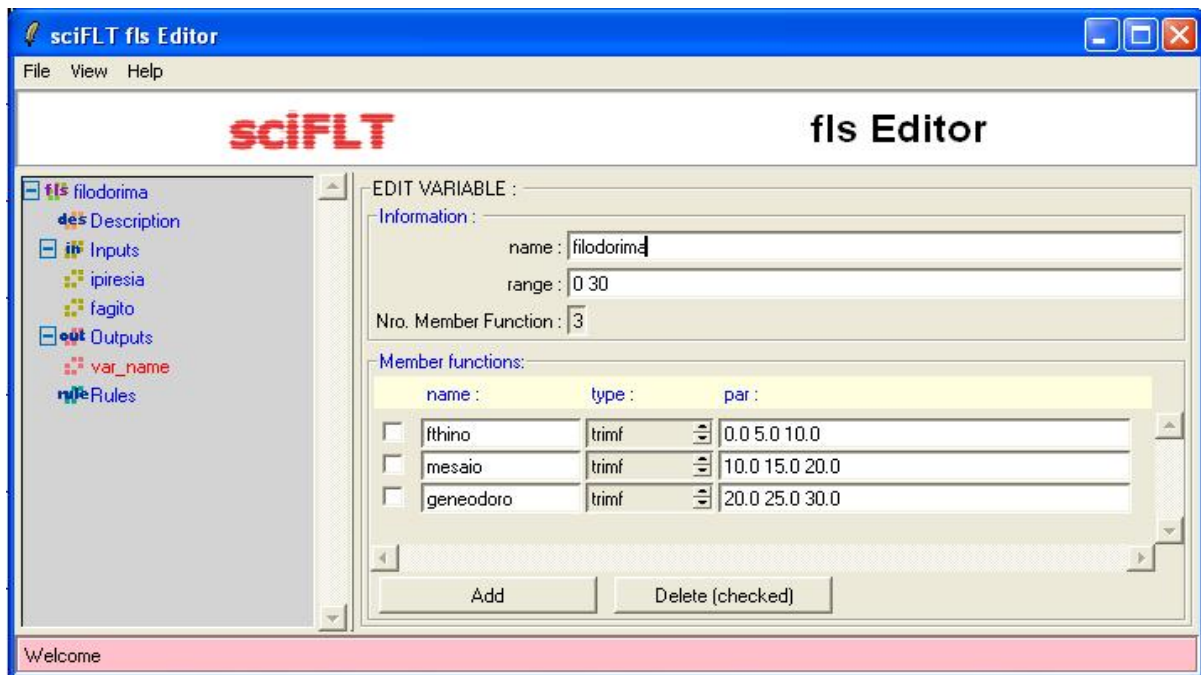 sciFLT fls Editor
File View Help
sciFLT fls Editor
fls filodorima
des Description
in Inputs
ipiresia
fagito
out Outputs
var_name
rule Rules
EDIT VARIABLE :
Information :
name : filodorima
range : 0 30
Nro. Member Function : 3
Member functions:
name : type : par :
fthino trimf 0.0 5.0 10.0
mesaio trimf 10.0 15.0 20.0
geneodoro trimf 20.0 25.0 30.0
Add Delete (checked)
Welcome